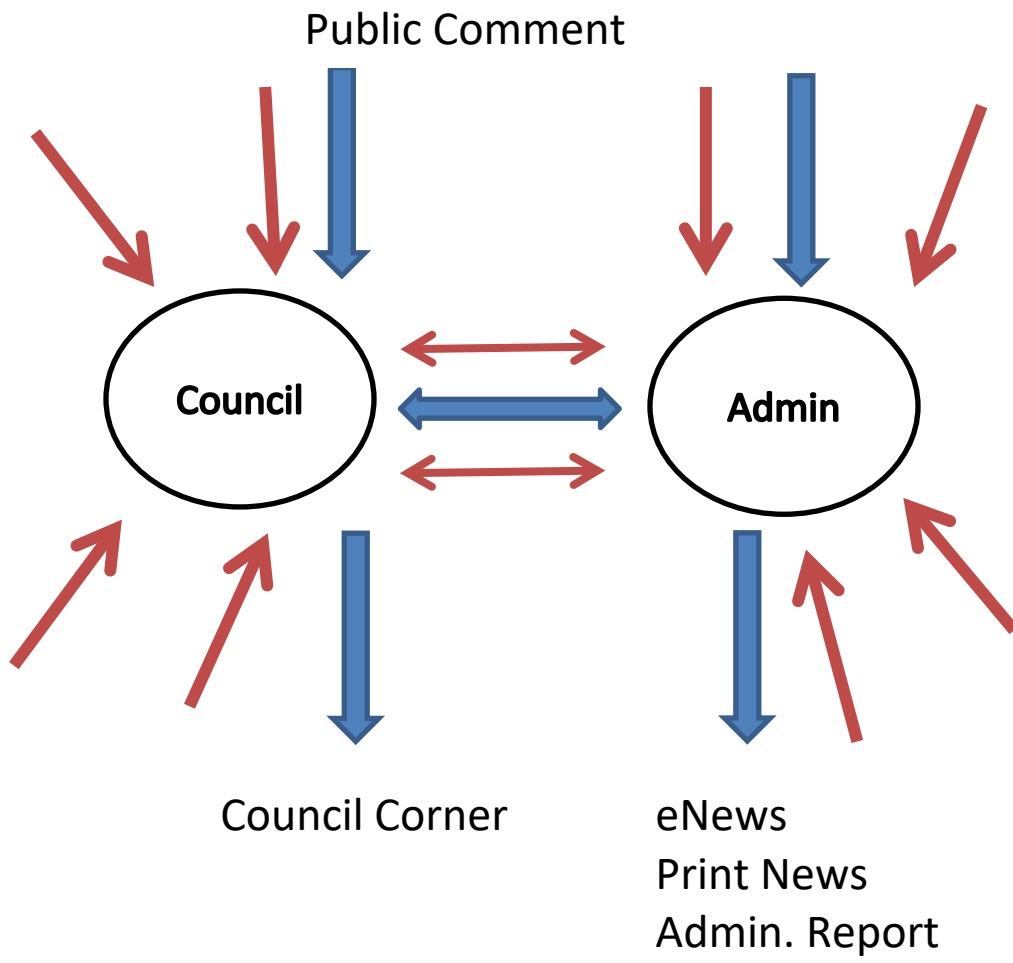 Public Comment
Council
Admin
Council Corner
eNews
Print News
Admin. Report